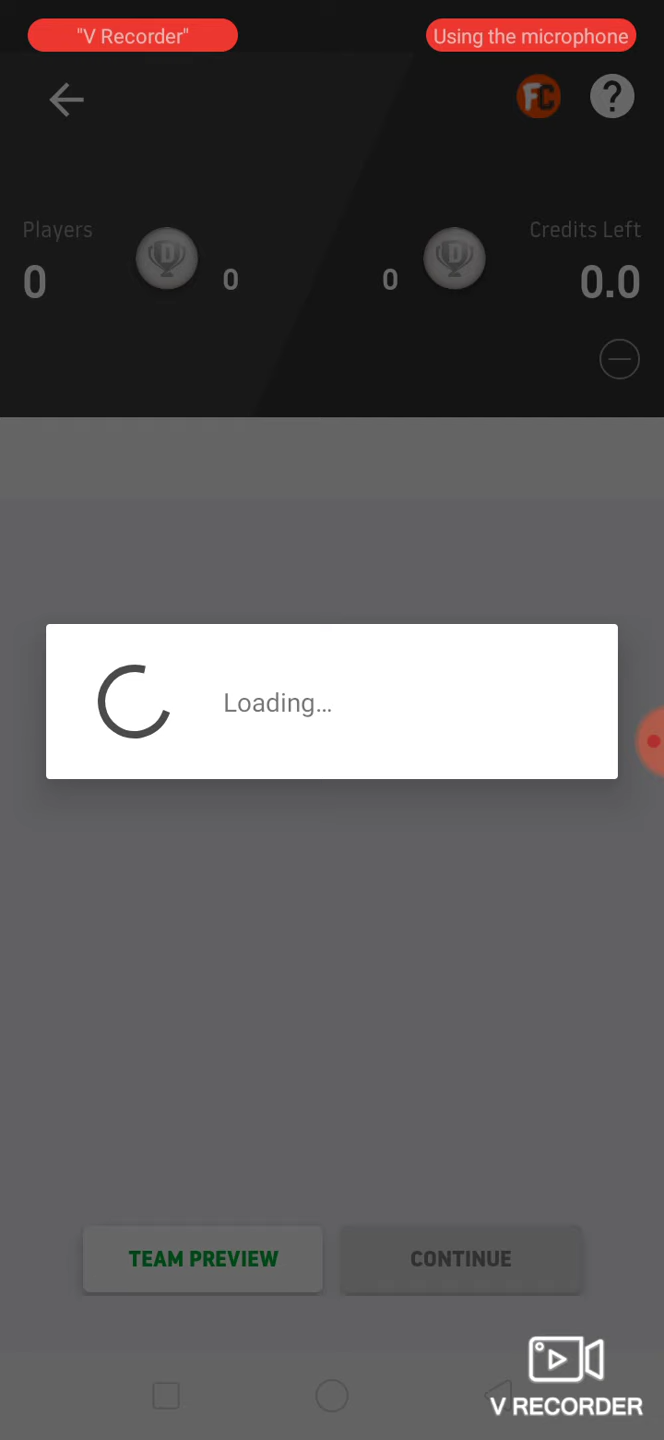 "V Recorder"
Using the microphone
FC
?
Players
Credits Left
0
D
0
0
D
0.0
Loading...
TEAM PREVIEW
CONTINUE
V RECORDER